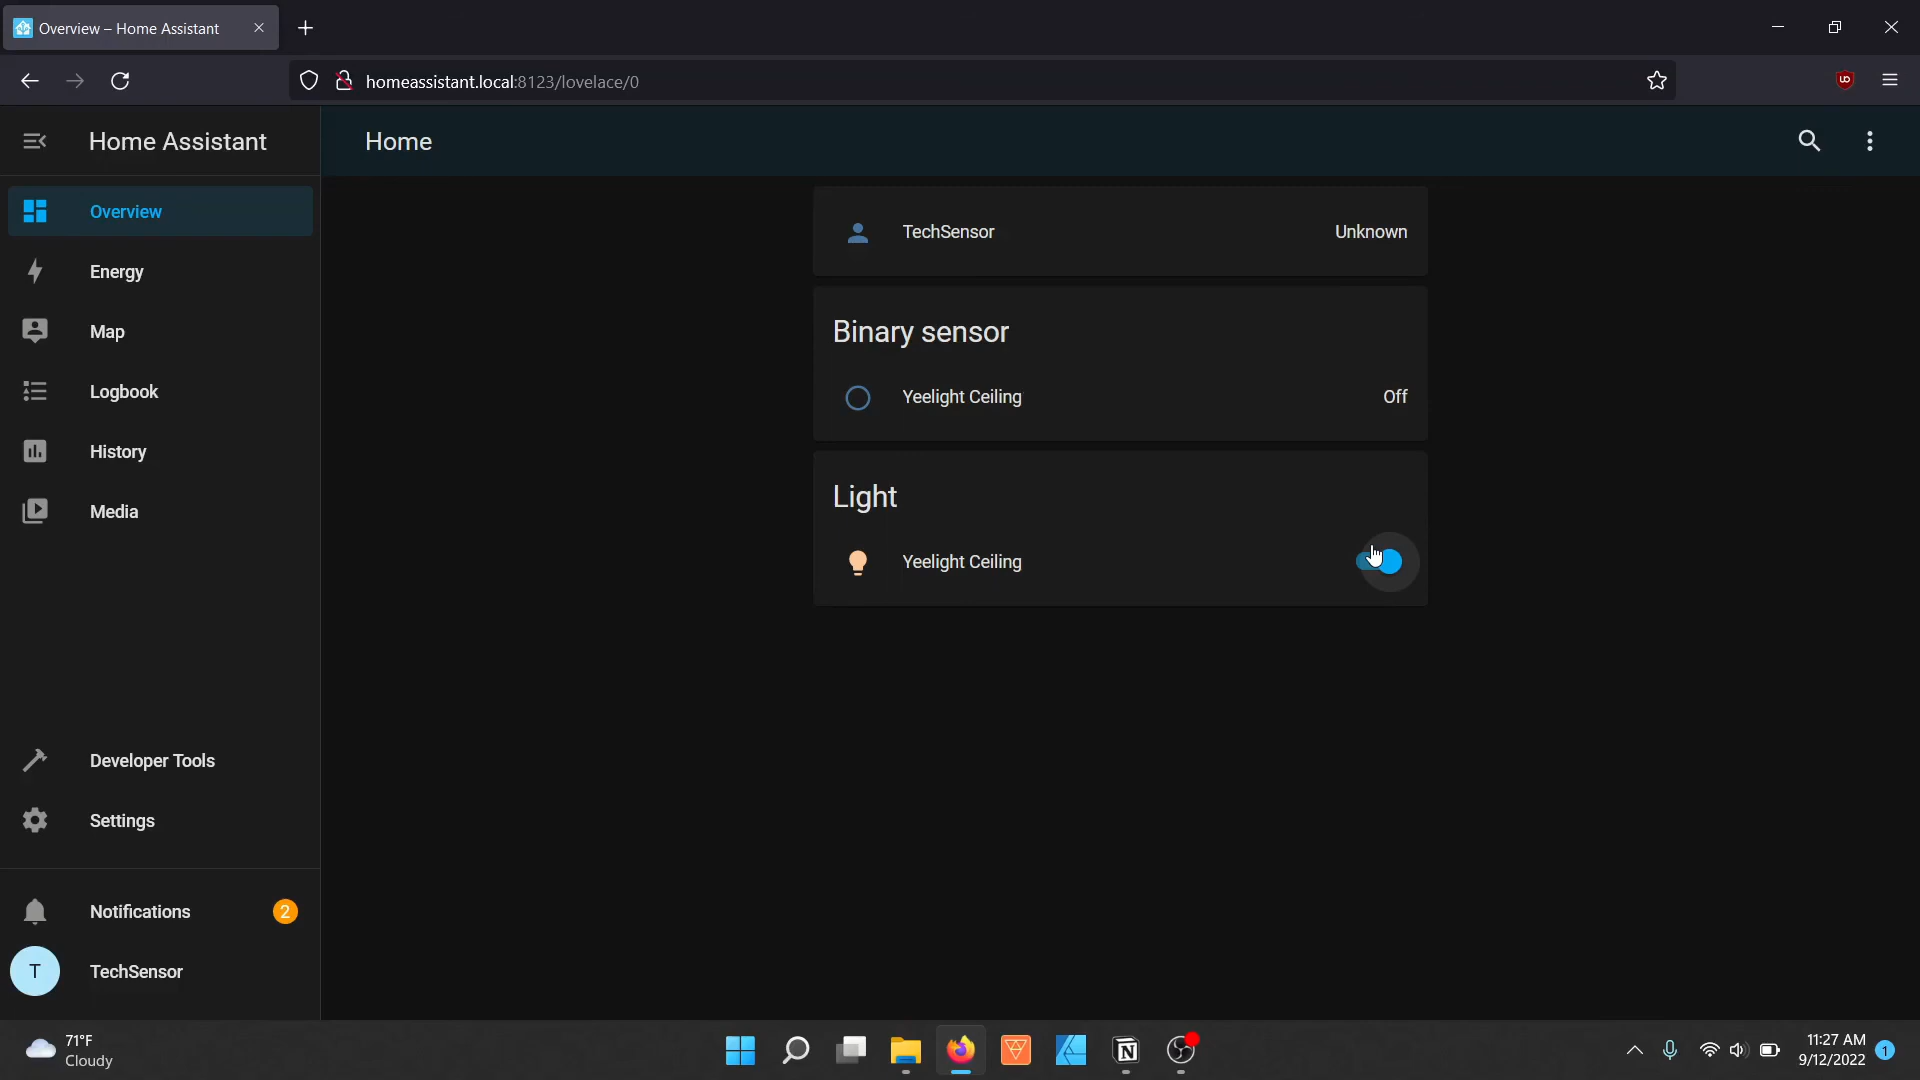 Overview – Home Assistant
homeassistant.local:8123/lovelace/0
Home Assistant
Home
Overview
Energy
Map
Logbook
History
Media
Developer Tools
Settings
Notifications
2
T
TechSensor
TechSensor
Unknown
Binary sensor
Yeelight Ceiling
Off
Light
Yeelight Ceiling
71°F
Cloudy
11:27 AM
9/12/2022
1